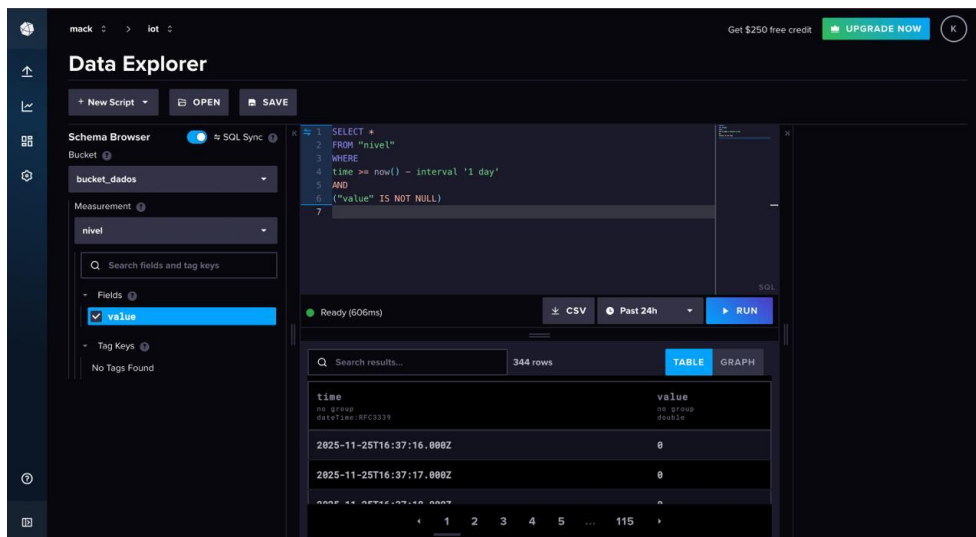 mack > iot
Get $250 free credit
UPGRADE NOW
K
Data Explorer
+ New Script
OPEN
SAVE
Schema Browser
SQL Sync
Bucket
bucket_dados
Measurement
nivel
Search fields and tag keys
Fields
value
Tag Keys
No Tags Found
1 SELECT *
2 FROM "nivel"
3 WHERE
4 time >= now() - interval '1 day'
5 AND
6 ("value" IS NOT NULL)
7
SQL
Ready (606ms)
CSV
Past 24h
RUN
Search results...
344 rows
TABLE
GRAPH
time value
no group no group
dateTime:RFC3339 double
2025-11-25T16:37:16.000Z 0
2025-11-25T16:37:17.000Z 0
1 2 3 4 5 ... 115